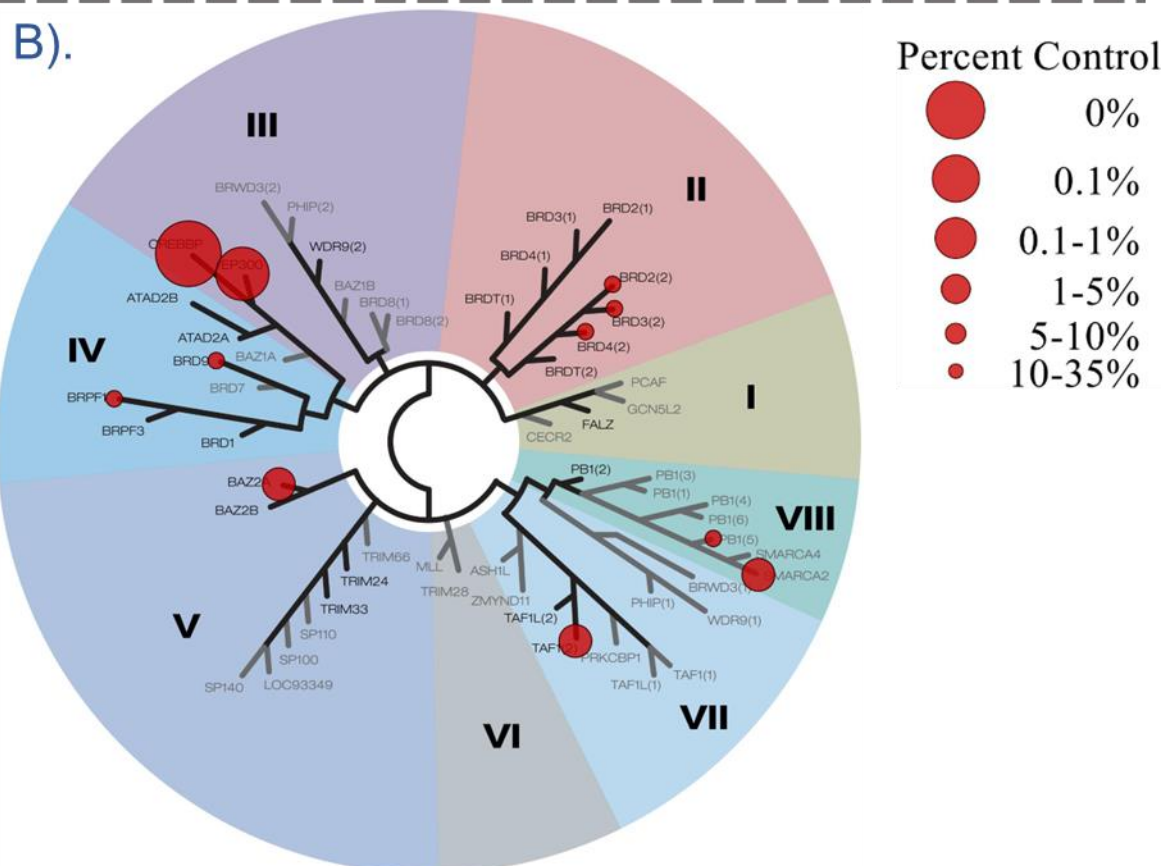 B).
Percent Control
0%
0.1%
0.1-1%
1-5%
5-10%
10-35%
III
BRWD3(2)
PHIP(2)
WDR9(2)
BAZ1B
BRD8(1)
BRD8(2)
CREBBP
EP300
ATAD2B
ATAD2A
BAZ1A
IV
BRD9
BRD7
BRPF1
BRPF3
BRD1
II
BRD3(1)
BRD2(1)
BRD4(1)
BRDT(1)
BRD2(2)
BRD3(2)
BRD4(2)
BRDT(2)
I
PCAF
GCN5L2
FALZ
CECR2
VIII
PB1(2)
PB1(3)
PB1(1)
PB1(4)
PB1(6)
PB1(5)
SMARCA4
SMARCA2
BRWD3(1)
PHIP(1)
WDR9(1)
V
BAZ2A
BAZ2B
TRIM66
TRIM24
TRIM33
SP110
SP100
SP140
LOC93349
VI
MLL
TRIM28
VII
ASH1L
ZMYND11
TAF1L(2)
TAF1(2)
PRKCBP1
TAF1L(1)
TAF1(1)